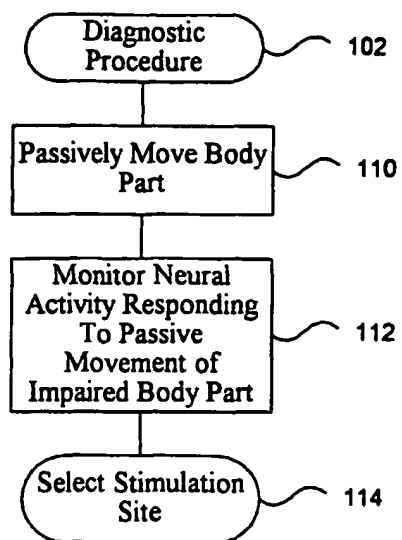 Diagnostic
Procedure
102
Passively Move Body
Part
110
Monitor Neural
Activity Responding
To Passive
Movement of
Impaired Body Part
112
Select Stimulation
Site
114